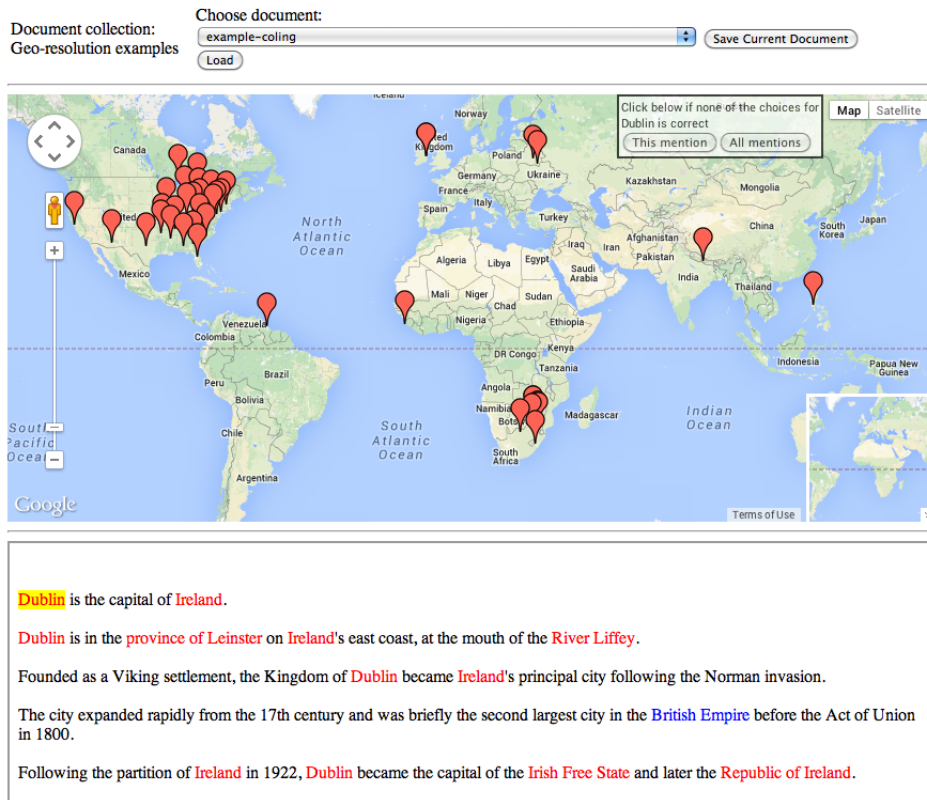 Document collection:
Geo-resolution examples
Choose document:
example-coling
Save Current Document
Load
Iceland
Norway
Canada
Kingdom
Poland
Germany
Ukraine
France
Italy
Spain
Turkey
Kazakhstan
Mongolia
China
Japan
South
Korea
Click below if none of the choices for
Dublin is correct
This mention
All mentions
Map
Satellite
North
Atlantic
Ocean
Iraq
Iran
Afghanistan
Pakistan
Algeria
Libya
Egypt
Saudi
Arabia
India
Thailand
Mexico
Mali
Niger
Chad
Sudan
Nigeria
Ethiopia
Venezuela
Colombia
DR Congo
Kenya
Tanzania
Indonesia
Papua New
Guinea
Peru
Brazil
Bolivia
Angola
Namibia
Bots
Madagascar
Chile
South
Atlantic
Ocean
Indian
Ocean
South
Pacific
Ocea
South
Africa
Argentina
Google
Terms of Use
Dublin is the capital of Ireland.
Dublin is in the province of Leinster on Ireland's east coast, at the mouth of the River Liffey.
Founded as a Viking settlement, the Kingdom of Dublin became Ireland's principal city following the Norman invasion.
The city expanded rapidly from the 17th century and was briefly the second largest city in the British Empire before the Act of Union
in 1800.
Following the partition of Ireland in 1922, Dublin became the capital of the Irish Free State and later the Republic of Ireland.